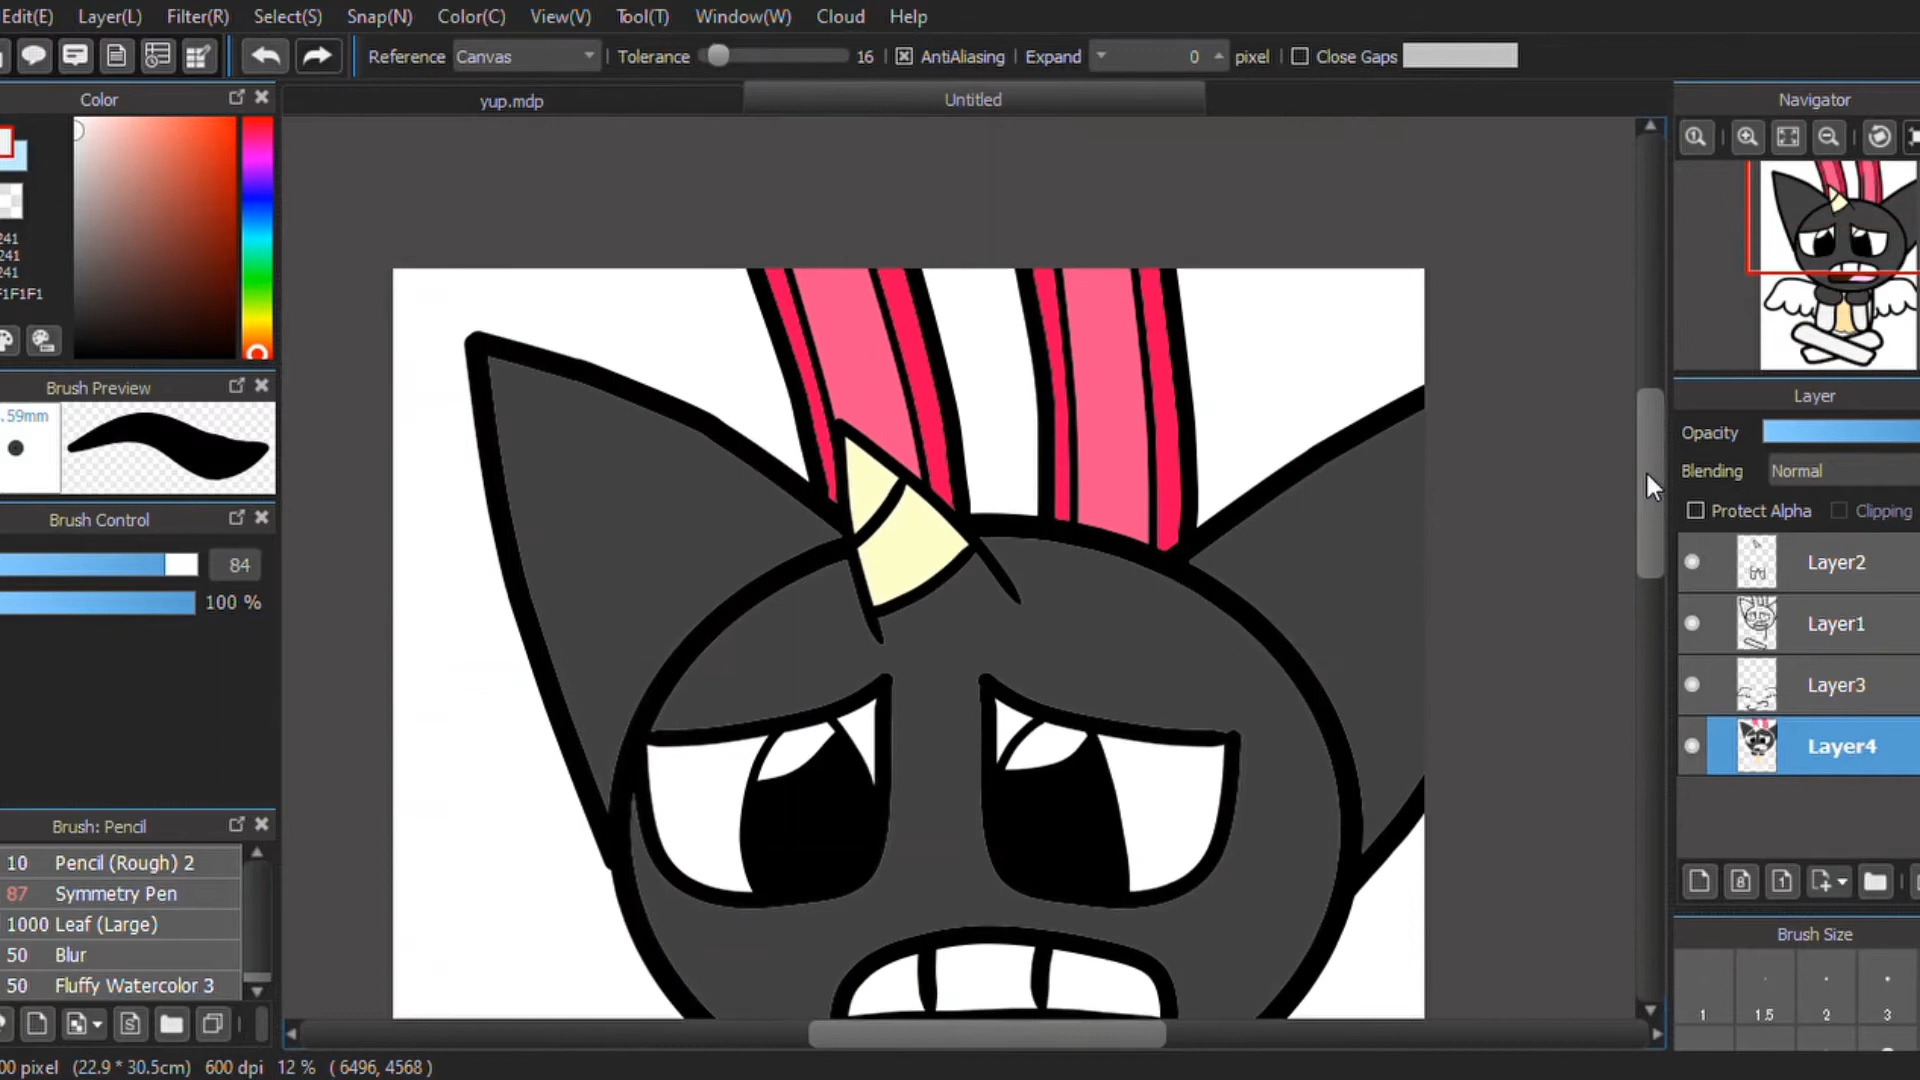 Edit(E) Layer(L) Filter(R) Select(S) Snap(N) Color(C) View(V) Tool(T) Window(W) Cloud Help
Reference Canvas Tolerance 16 AntiAliasing Expand 0 pixel Close Gaps
Color
yup.mdp
Untitled
Navigator
241
241
241
F1F1F1
Brush Preview
.59mm
Brush Control
84
100 %
Layer
Opacity
Blending Normal
Protect Alpha Clipping
Layer2
Layer1
Layer3
Layer4
Brush: Pencil
10 Pencil (Rough) 2
87 Symmetry Pen
1000 Leaf (Large)
50 Blur
50 Fluffy Watercolor 3
Brush Size
1 1.5 2 3
00 pixel (22.9 * 30.5cm) 600 dpi 12 % ( 6496, 4568 )